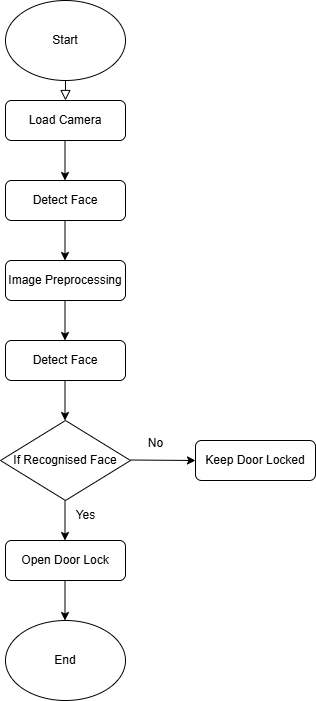 Start
Load Camera
Detect Face
Image Preprocessing
Detect Face
If Recognised Face
No
Keep Door Locked
Yes
Open Door Lock
End